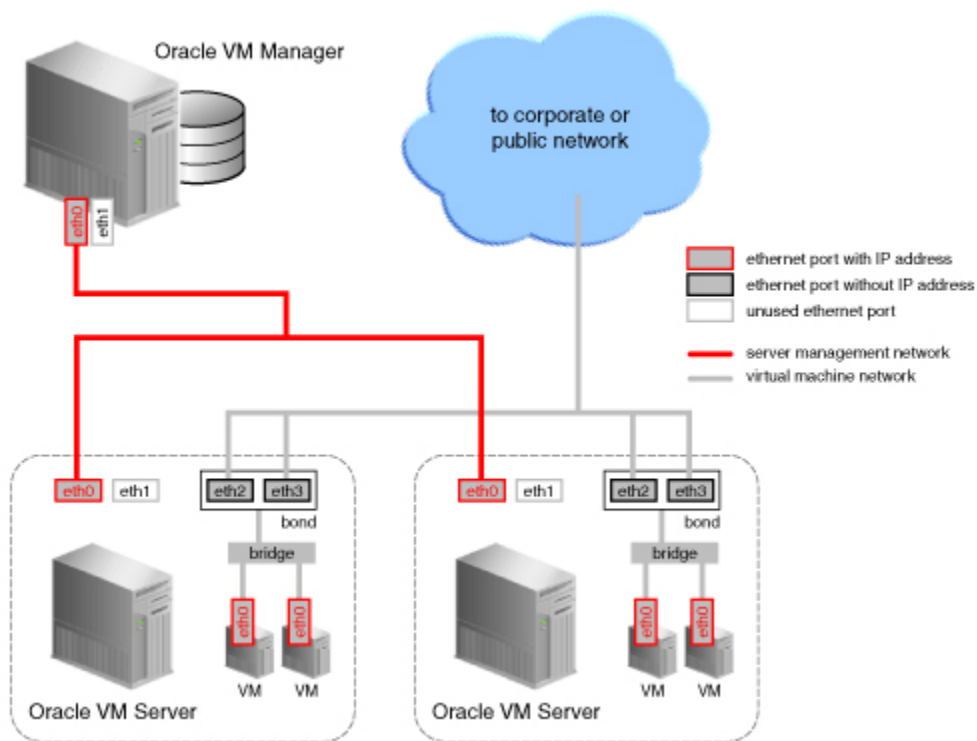 Oracle VM Manager
to corporate or
public network
eth0
eth1
ethernet port with IP address
ethernet port without IP address
unused ethernet port
server management network
virtual machine network
eth0
eth1
eth2
eth3
bond
bridge
eth0
eth0
VM
VM
Oracle VM Server
eth0
eth1
eth2
eth3
bond
bridge
eth0
eth0
VM
VM
Oracle VM Server